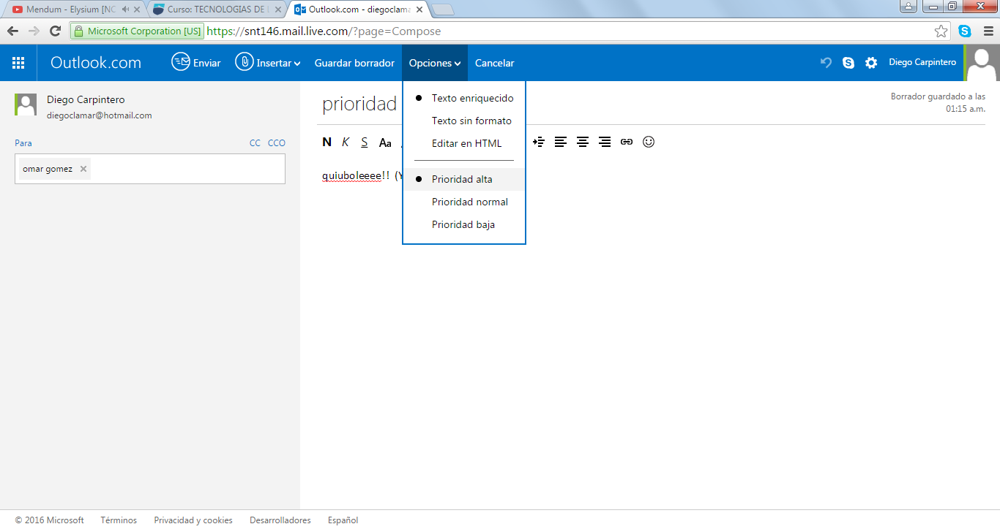 Mendum - Elysium [NC
Curso: TECNOLOGIAS DE L
Outlook.com - diegoclama
Microsoft Corporation [US] https://snt146.mail.live.com/?page=Compose
Outlook.com Enviar Insertar Guardar borrador Opciones Cancelar Diego Carpintero
Diego Carpintero
diegoclamar@hotmail.com
Para CC CCO
omar gomez
prioridad
Borrador guardado a las
01:15 a.m.
N K S Aa
quiuboleeee!! (Y
Texto enriquecido
Texto sin formato
Editar en HTML
Prioridad alta
Prioridad normal
Prioridad baja
© 2016 Microsoft Términos Privacidad y cookies Desarrolladores Español